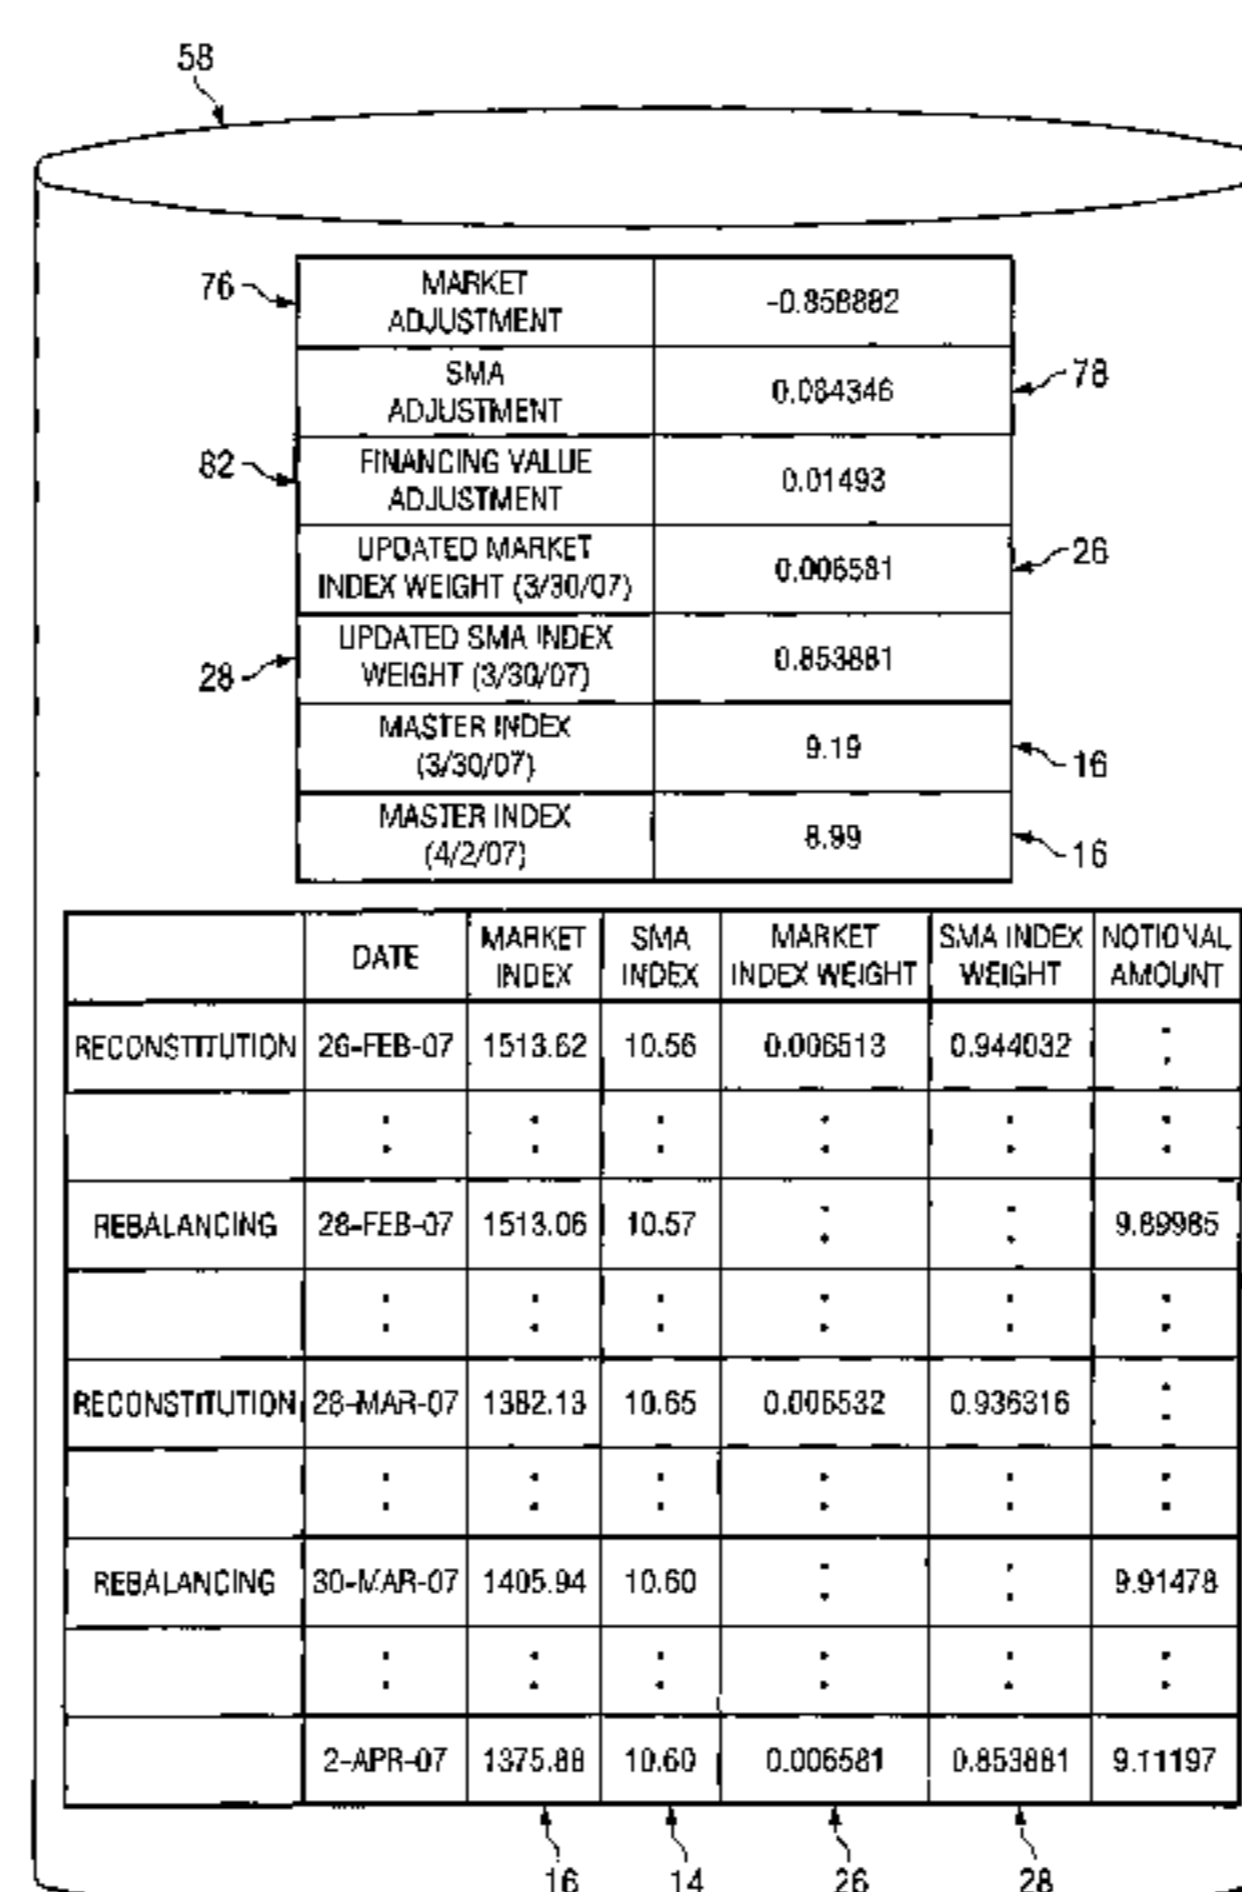 58
76
MARKET ADJUSTMENT -0.858882
SMA ADJUSTMENT 0.084346
78
82
FINANCING VALUE ADJUSTMENT 0.01493
UPDATED MARKET INDEX WEIGHT (3/30/07) 0.006581
26
28
UPDATED SMA INDEX WEIGHT (3/30/07) 0.853881
MASTER INDEX (3/30/07) 9.19
16
MASTER INDEX (4/2/07) 8.99
16
DATE MARKET INDEX SMA INDEX MARKET INDEX WEIGHT SMA INDEX WEIGHT NOTIONAL AMOUNT
RECONSTITUTION 26-FEB-07 1513.62 10.56 0.006513 0.944032
REBALANCING 28-FEB-07 1513.06 10.57 9.89985
RECONSTITUTION 28-MAR-07 1382.13 10.65 0.006532 0.936316
REBALANCING 30-MAR-07 1405.94 10.60 9.91478
2-APR-07 1375.88 10.60 0.006581 0.853881 9.11197
16 14 26 28